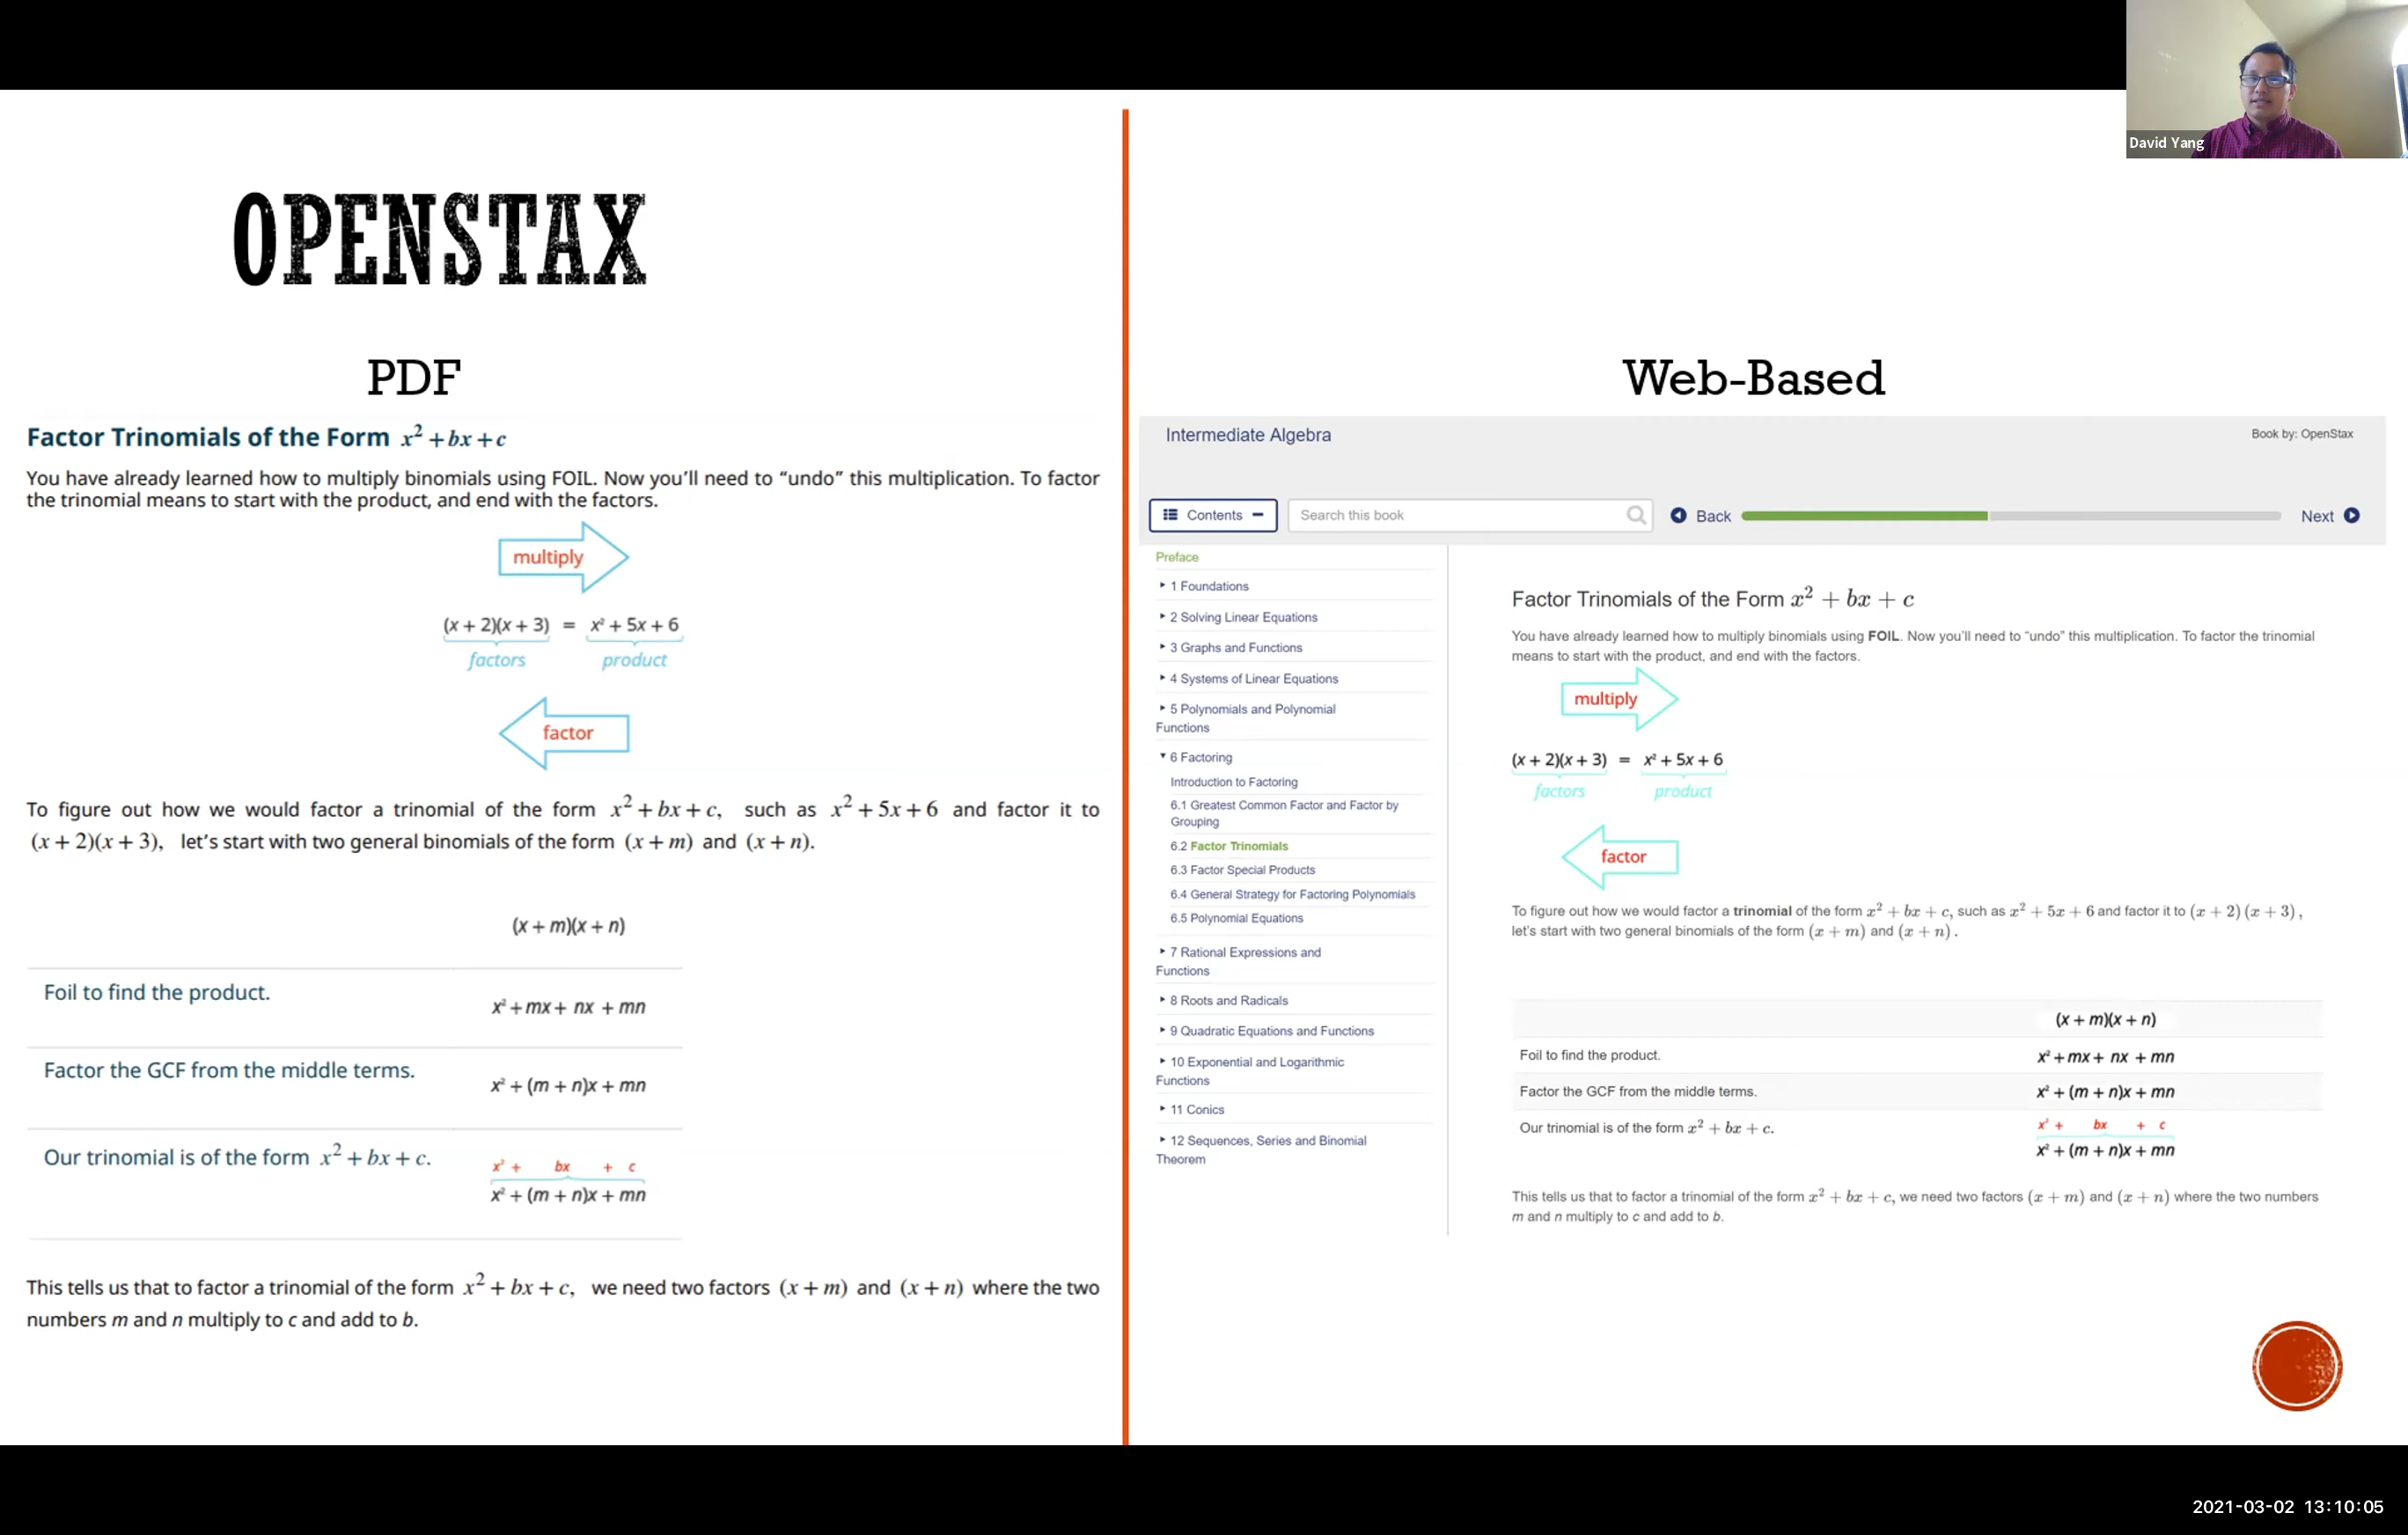 David Yang
OPENSTAX
PDF
Factor Trinomials of the Form x² + bx + c
You have already learned how to multiply binomials using FOIL. Now you’ll need to “undo” this multiplication. To factor
the trinomial means to start with the product, and end with the factors.
multiply
(x + 2)(x + 3) = x² + 5x + 6
factors product
factor
To figure out how we would factor a trinomial of the form x² + bx + c, such as x² + 5x + 6 and factor it to
(x + 2)(x + 3), let’s start with two general binomials of the form (x + m) and (x + n).
(x + m)(x + n)
Foil to find the product.
x² + mx + nx + mn
Factor the GCF from the middle terms.
x² + (m + n)x + mn
Our trinomial is of the form x² + bx + c.
x² + bx + c
x² + (m + n)x + mn
This tells us that to factor a trinomial of the form x² + bx + c, we need two factors (x + m) and (x + n) where the two
numbers m and n multiply to c and add to b.
Web-Based
Intermediate Algebra
Book by: OpenStax
Contents
Search this book
Back
Next
Preface
1 Foundations
2 Solving Linear Equations
3 Graphs and Functions
4 Systems of Linear Equations
5 Polynomials and Polynomial
Functions
6 Factoring
Introduction to Factoring
6.1 Greatest Common Factor and Factor by
Grouping
6.2 Factor Trinomials
6.3 Factor Special Products
6.4 General Strategy for Factoring Polynomials
6.5 Polynomial Equations
7 Rational Expressions and
Functions
8 Roots and Radicals
9 Quadratic Equations and Functions
10 Exponential and Logarithmic
Functions
11 Conics
12 Sequences, Series and Binomial
Theorem
Factor Trinomials of the Form x² + bx + c
You have already learned how to multiply binomials using FOIL. Now you’ll need to “undo” this multiplication. To factor the trinomial
means to start with the product, and end with the factors.
multiply
(x + 2)(x + 3) = x² + 5x + 6
factors product
factor
To figure out how we would factor a trinomial of the form x² + bx + c, such as x² + 5x + 6 and factor it to (x + 2) (x + 3) ,
let’s start with two general binomials of the form (x + m) and (x + n) .
(x + m)(x + n)
Foil to find the product.
x² + mx + nx + mn
Factor the GCF from the middle terms.
x² + (m + n)x + mn
Our trinomial is of the form x² + bx + c.
x² + bx + c
x² + (m + n)x + mn
This tells us that to factor a trinomial of the form x² + bx + c, we need two factors (x + m) and (x + n) where the two numbers
m and n multiply to c and add to b.
2021-03-02 13:10:05